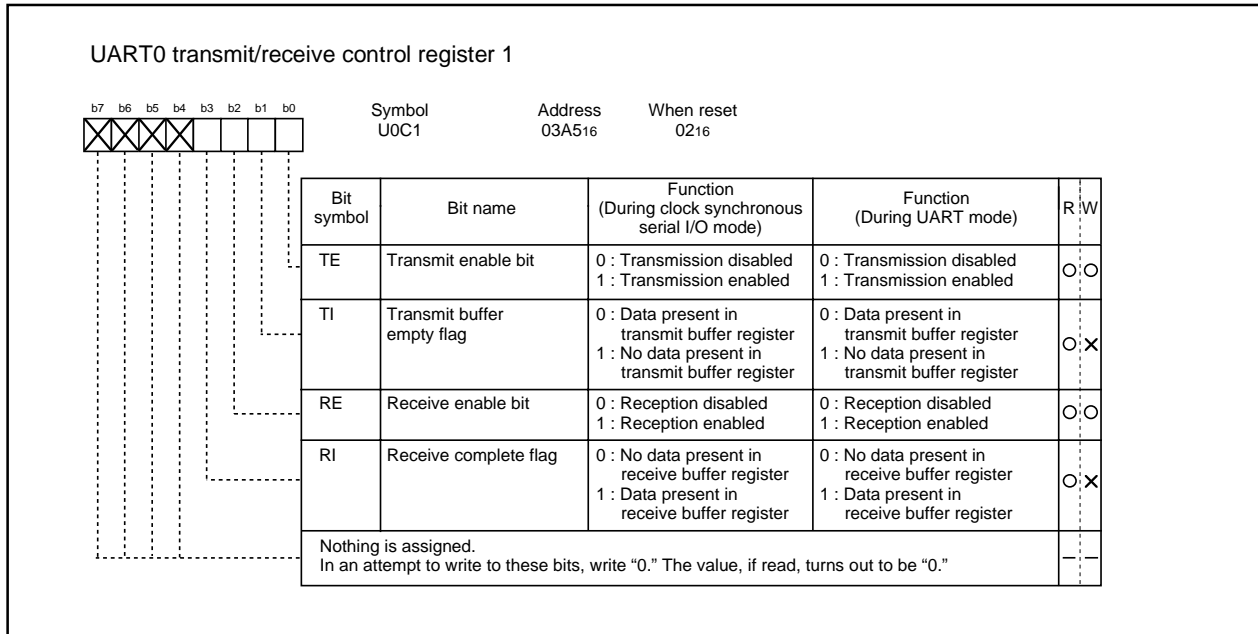 UART0 transmit/receive control register 1
b7 b6 b5 b4 b3 b2 b1 b0
Symbol Address When reset
U0C1 03A516 0216
Bit symbol Bit name Function (During clock synchronous serial I/O mode) Function (During UART mode) R W
TE Transmit enable bit 0 : Transmission disabled 0 : Transmission disabled
1 : Transmission enabled 1 : Transmission enabled
TI Transmit buffer 0 : Data present in 0 : Data present in
empty flag transmit buffer register transmit buffer register
1 : No data present in 1 : No data present in
transmit buffer register transmit buffer register
RE Receive enable bit 0 : Reception disabled 0 : Reception disabled
1 : Reception enabled 1 : Reception enabled
RI Receive complete flag 0 : No data present in 0 : No data present in
receive buffer register receive buffer register
1 : Data present in 1 : Data present in
receive buffer register receive buffer register
Nothing is assigned.
In an attempt to write to these bits, write “0.” The value, if read, turns out to be “0.”